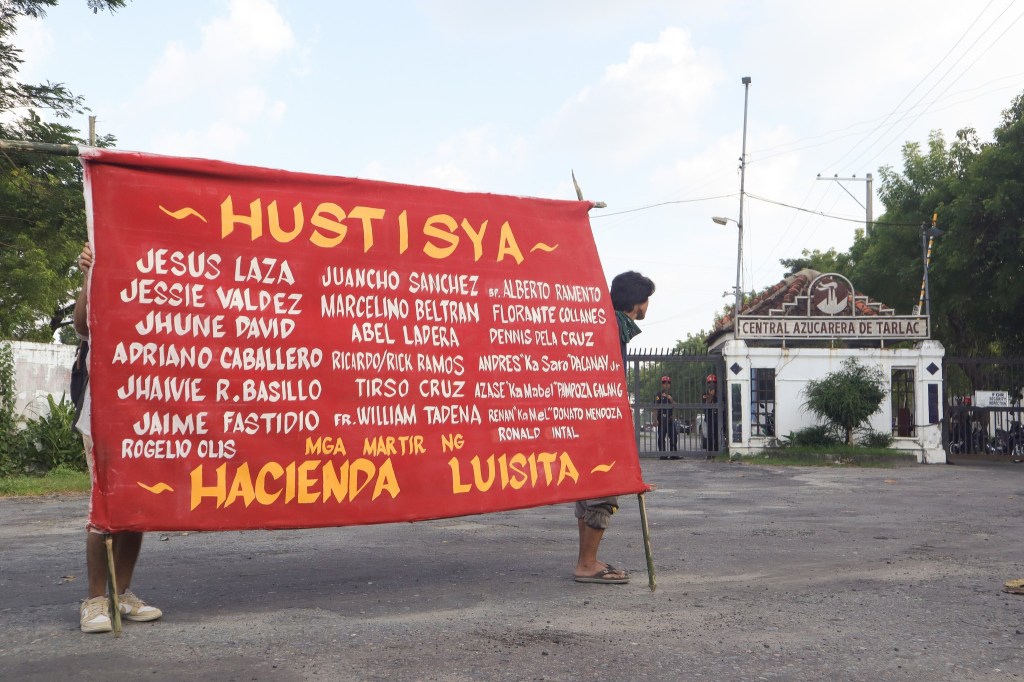 ~ HUSTISYA ~
JESUS LAZA
JESSIE VALDEZ
JHUNE DAVID
ADRIANO CABALLERO
JHAIVIE R. BASILLO
JAIME FASTIDIO
ROGELIO OLIS
JUANCHO SANCHEZ
MARCELINO BELTRAN
ABEL LADERA
RICARDO/RICK RAMOS
TIRSO CRUZ
FR. WILLIAM TADENA
BP. ALBERTO RAMENTO
FLORANTE COLLANES
DENNIS DELA CRUZ
ANDRES "Ka Saro" DACANAY Jr
AZASE "Ka Mabel" PAMPOZA GALANG
RENAN "Ka Mel" DONATO MENDOZA
RONALD INTAL
MGA MARTIR NG
~ HACIENDA LUISITA ~
CENTRAL AZUCARERA DE TARLAC